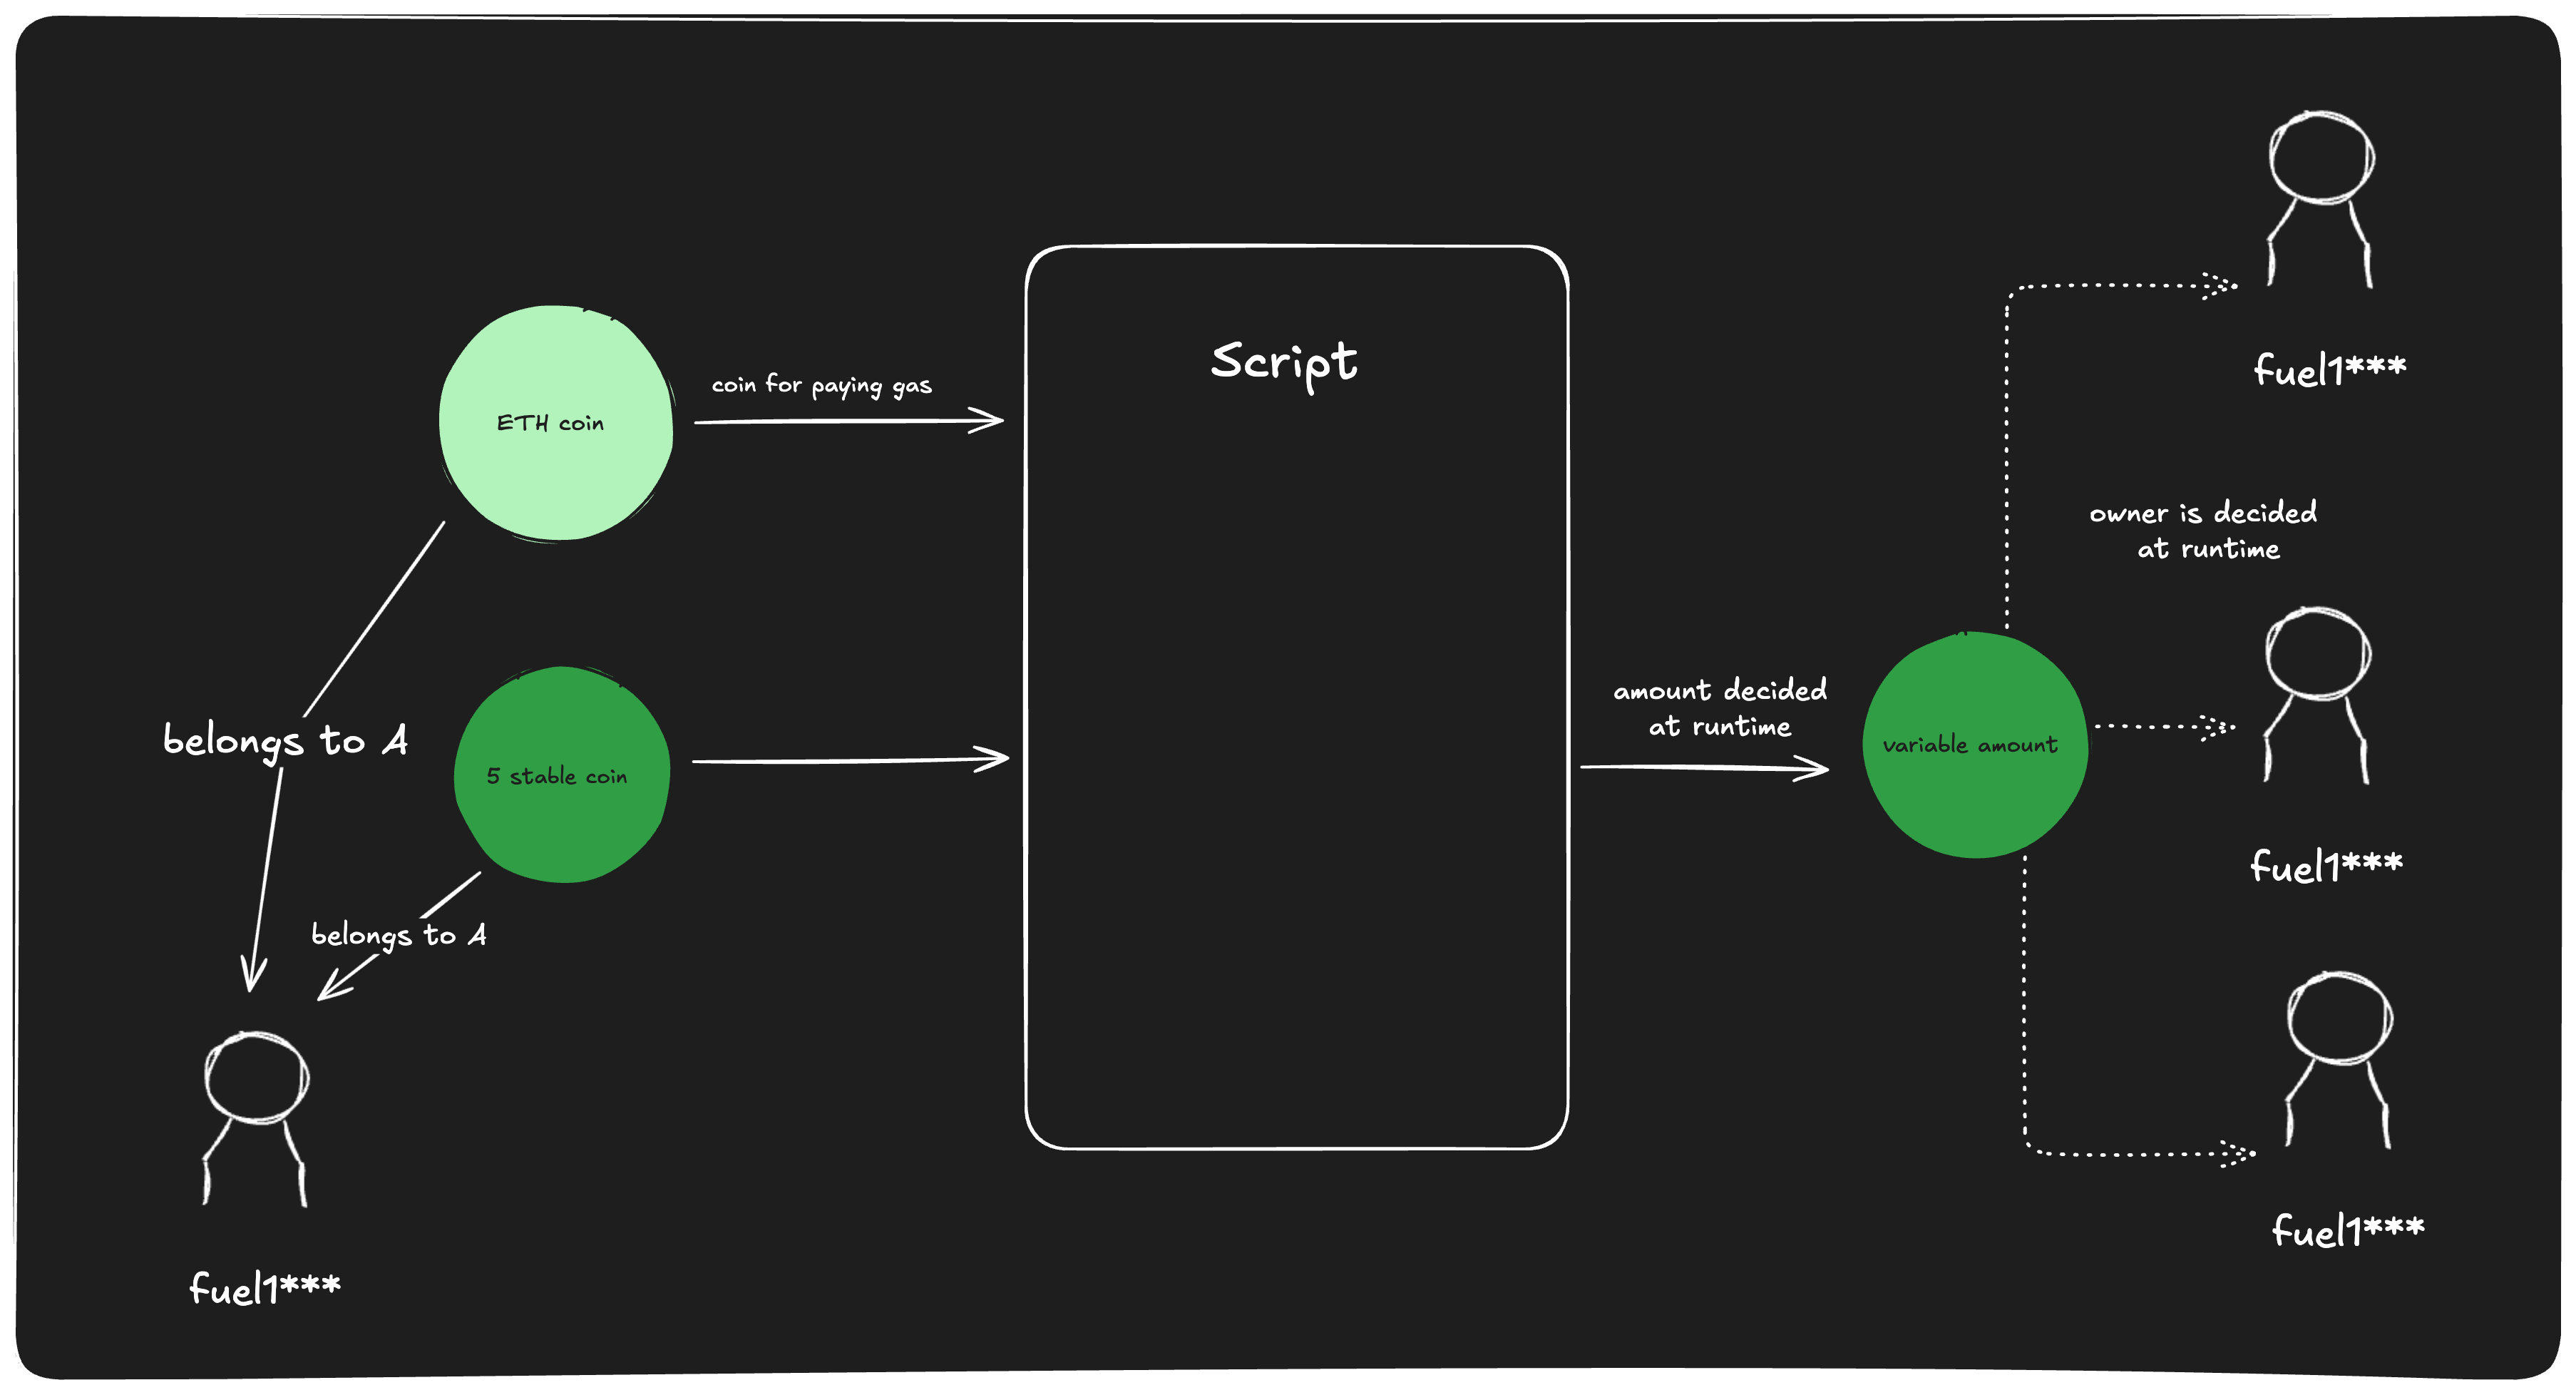 Script
coin for paying gas
ETH coin
belongs to A
5 stable coin
belongs to A
fuel1***
amount decided
at runtime
variable amount
owner is decided
at runtime
fuel1***
fuel1***
fuel1***